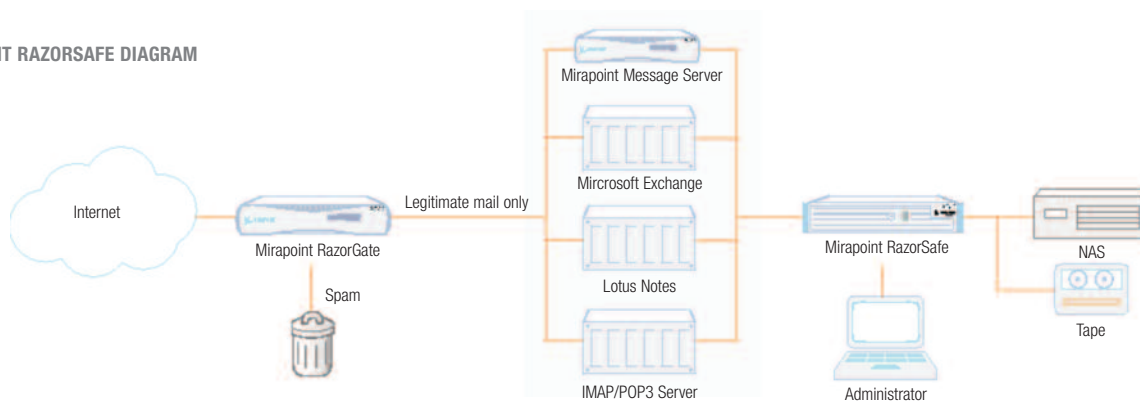 IT RAZORSAFE DIAGRAM
Mirapoint Message Server
Mircrosoft Exchange
Internet
Legitimate mail only
Mirapoint RazorGate
Mirapoint RazorSafe
NAS
Lotus Notes
Spam
Tape
IMAP/POP3 Server
Administrator